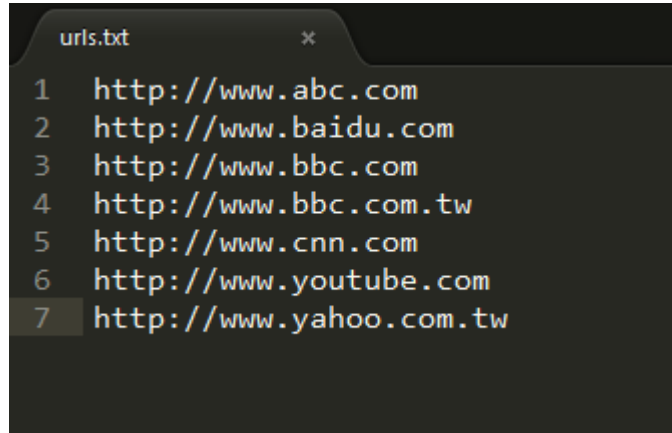 urls.txt ×
1 http://www.abc.com
2 http://www.baidu.com
3 http://www.bbc.com
4 http://www.bbc.com.tw
5 http://www.cnn.com
6 http://www.youtube.com
7 http://www.yahoo.com.tw